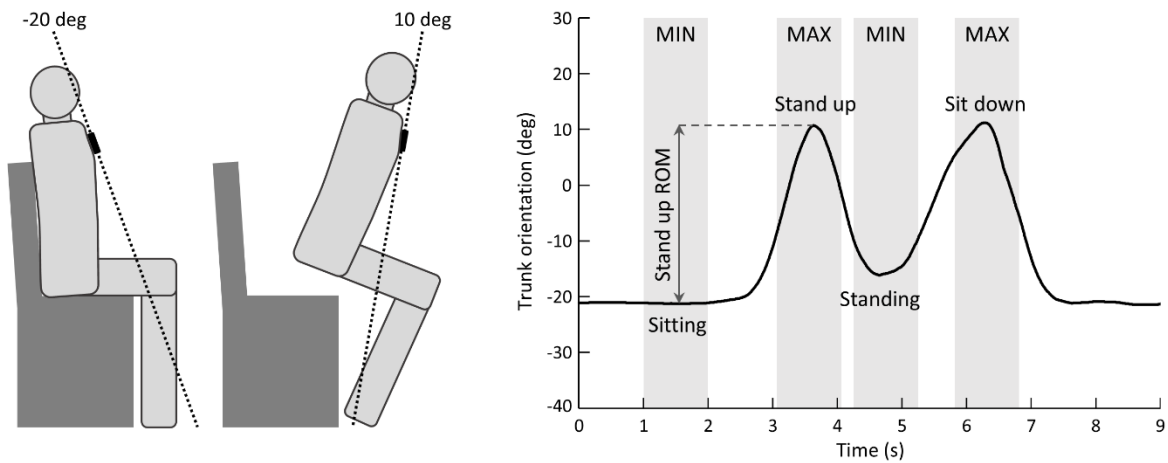 -20 deg
10 deg
30
20
10
0
-10
-20
-30
-40
Trunk orientation (deg)
MIN
MAX
MIN
MAX
Stand up
Sit down
Stand up ROM
Standing
Sitting
0
1
2
3
4
5
6
7
8
9
Time (s)